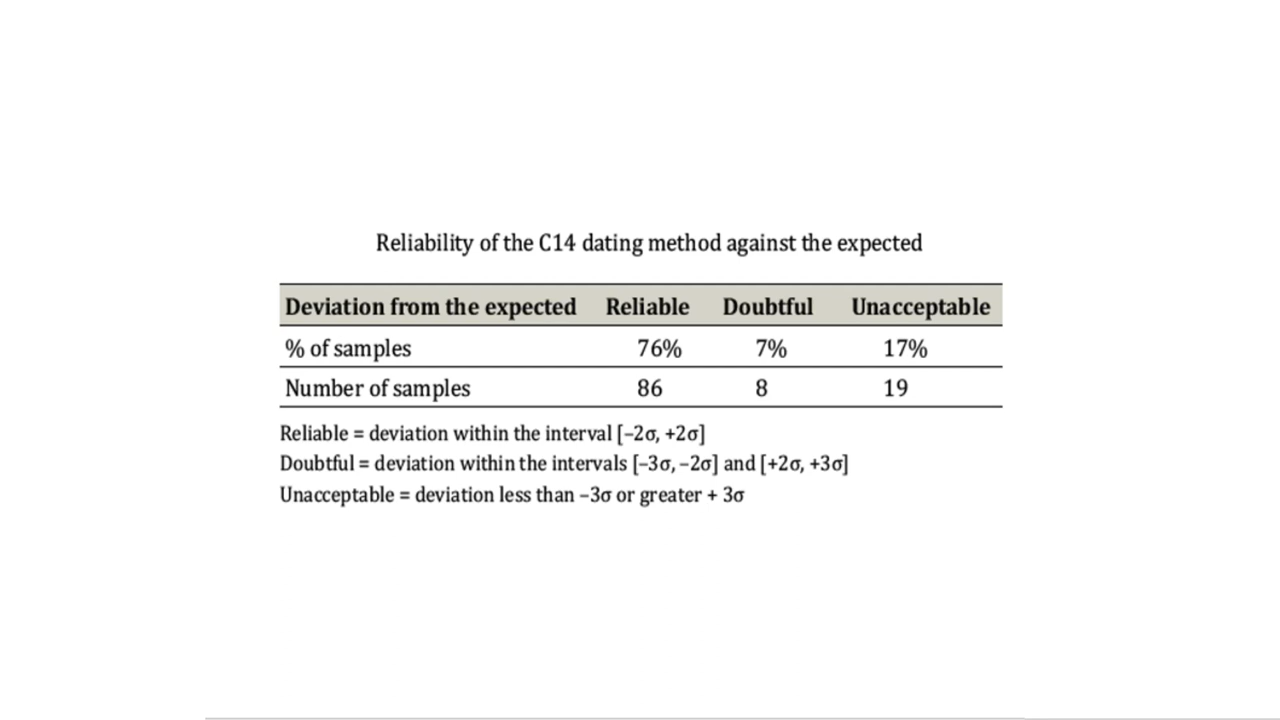 Reliability of the C14 dating method against the expected
Deviation from the expected Reliable Doubtful Unacceptable
% of samples 76% 7% 17%
Number of samples 86 8 19
Reliable = deviation within the interval [−2σ, +2σ]
Doubtful = deviation within the intervals [−3σ, −2σ] and [+2σ, +3σ]
Unacceptable = deviation less than −3σ or greater + 3σ